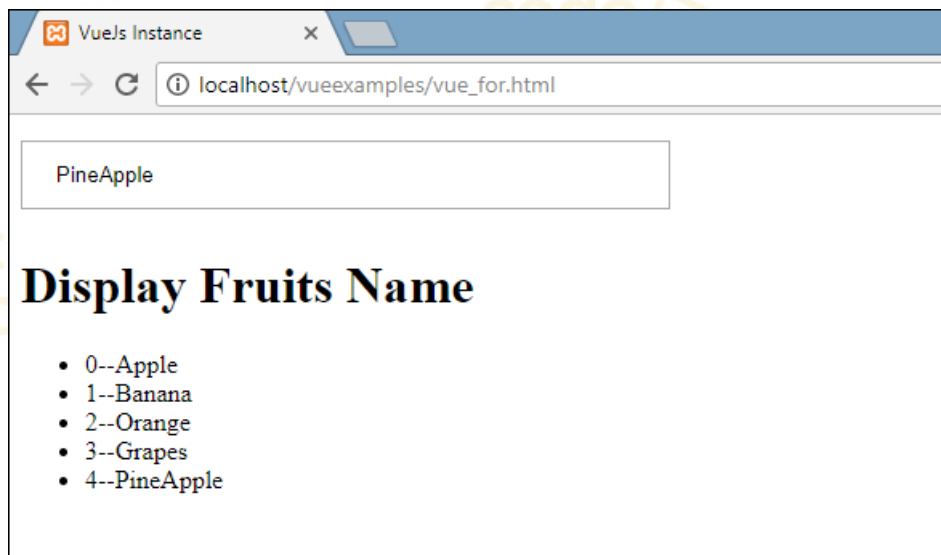 VueJs Instance
localhost/vueexamples/vue_for.html
PineApple
Display Fruits Name
0--Apple
1--Banana
2--Orange
3--Grapes
4--PineApple